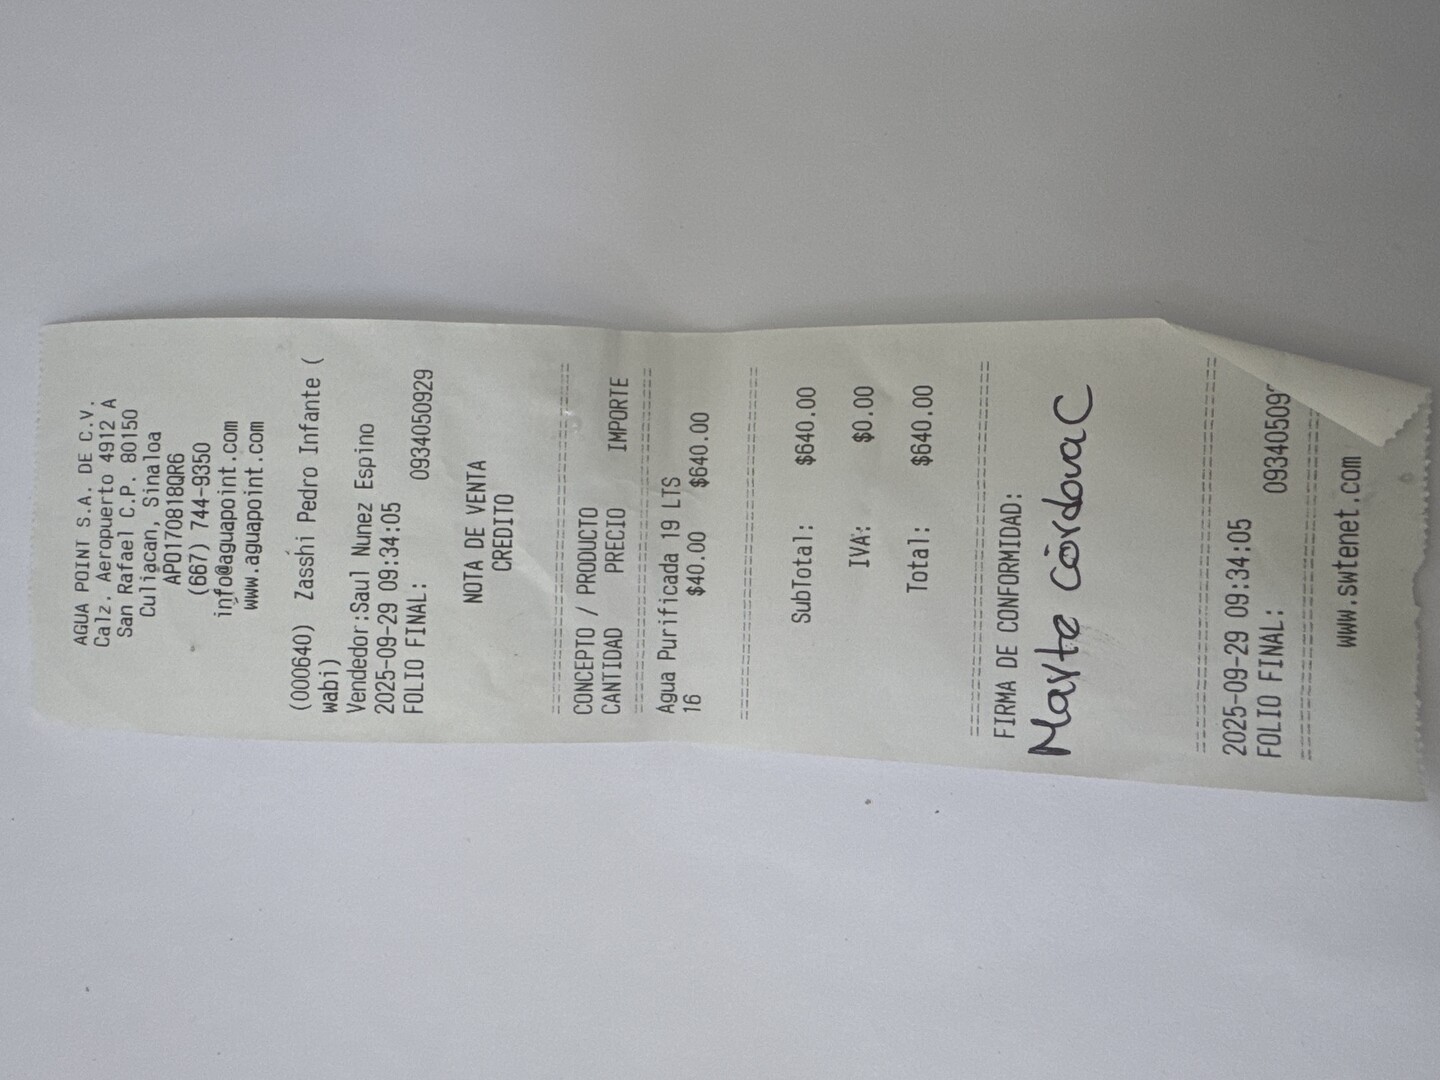 AGUA POINT S.A. DE C.V.
Calz. Aeropuerto 4912 A
San Rafael C.P. 80150
Culiacan, Sinaloa
APO170818QR6
(667) 744-9350
info@aguapoint.com
www.aguapoint.com
(000640) Zasshi Pedro Infante (
wabi)
Vendedor:Saul Nunez Espino
2025-09-29 09:34:05
FOLIO FINAL: 0934050929
NOTA DE VENTA
CREDITO
CONCEPTO / PRODUCTO
CANTIDAD PRECIO IMPORTE
Agua Purificada 19 LTS
16 $40.00 $640.00
SubTotal: $640.00
IVA: $0.00
Total: $640.00
FIRMA DE CONFORMIDAD:
Marte Córdova C
2025-09-29 09:34:05
FOLIO FINAL: 093405092
www.swtenet.com